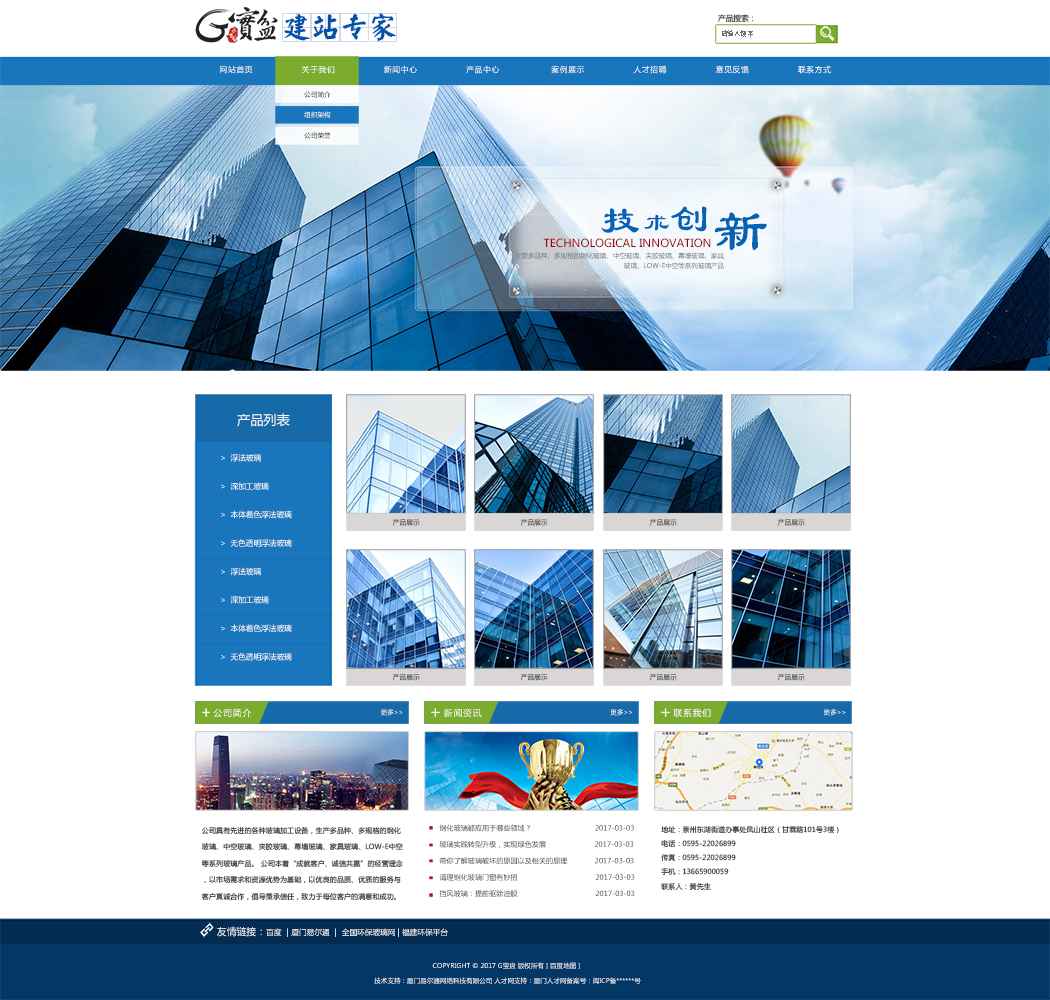 G寶盆 建站专家
产品搜索：
请输入关键字
网站首页 关于我们 新闻中心 产品中心 案例展示 人才招聘 意见反馈 联系方式
公司简介
组织架构
公司荣誉
技术创新
TECHNOLOGICAL INNOVATION
主营多品种、多规格的钢化玻璃、中空玻璃、夹胶玻璃、幕墙玻璃、家具
玻璃、LOW-E中空等系列玻璃产品
产品列表
> 浮法玻璃
> 深加工玻璃
> 本体着色浮法玻璃
> 无色透明浮法玻璃
> 浮法玻璃
> 深加工玻璃
> 本体着色浮法玻璃
> 无色透明浮法玻璃
产品展示 产品展示 产品展示 产品展示
产品展示 产品展示 产品展示 产品展示
+ 公司简介 更多>>
公司具有先进的各种玻璃加工设备，生产多品种、多规格的钢化
玻璃、中空玻璃、夹胶玻璃、幕墙玻璃、家具玻璃、LOW-E中空
等系列玻璃产品。 公司本着“成就客户、诚信共赢”的经营理念
，以市场需求和资源优势为基础，以优良的品质、优质的服务与
客户真诚合作，倡导秉承信任，致力于每位客户的满意和成功。
+ 新闻资讯 更多>>
钢化玻璃都应用于哪些领域？ 2017-03-03
玻璃实践转型升级，实现绿色发展 2017-03-03
带你了解玻璃破坏的原因以及相关的原理 2017-03-03
清理钢化玻璃门窗有妙招 2017-03-03
挡风玻璃：提前驱除油膜 2017-03-03
+ 联系我们 更多>>
地址：泉州东湖街道办事处凤山社区（甘霖路101号3楼）
电话：0595-22026899
传真：0595-22026899
手机：13665900059
联系人：黄先生
友情链接：百度 | 厦门易尔通 | 全国环保玻璃网 | 福建环保平台
COPYRIGHT © 2017 G宝盆 版权所有 [ 百度地图 ]
技术支持：厦门易尔通网络科技有限公司 人才网支持：厦门人才网备案号：闽ICP备******号